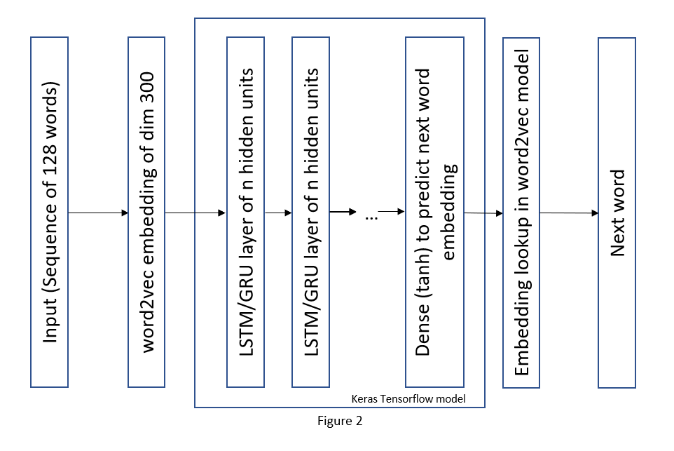 Input (Sequence of 128 words)
word2vec embedding of dim 300
LSTM/GRU layer of n hidden units
LSTM/GRU layer of n hidden units
...
Dense (tanh) to predict next word
embedding
Embedding lookup in word2vec model
Next word
Keras Tensorflow model
Figure 2